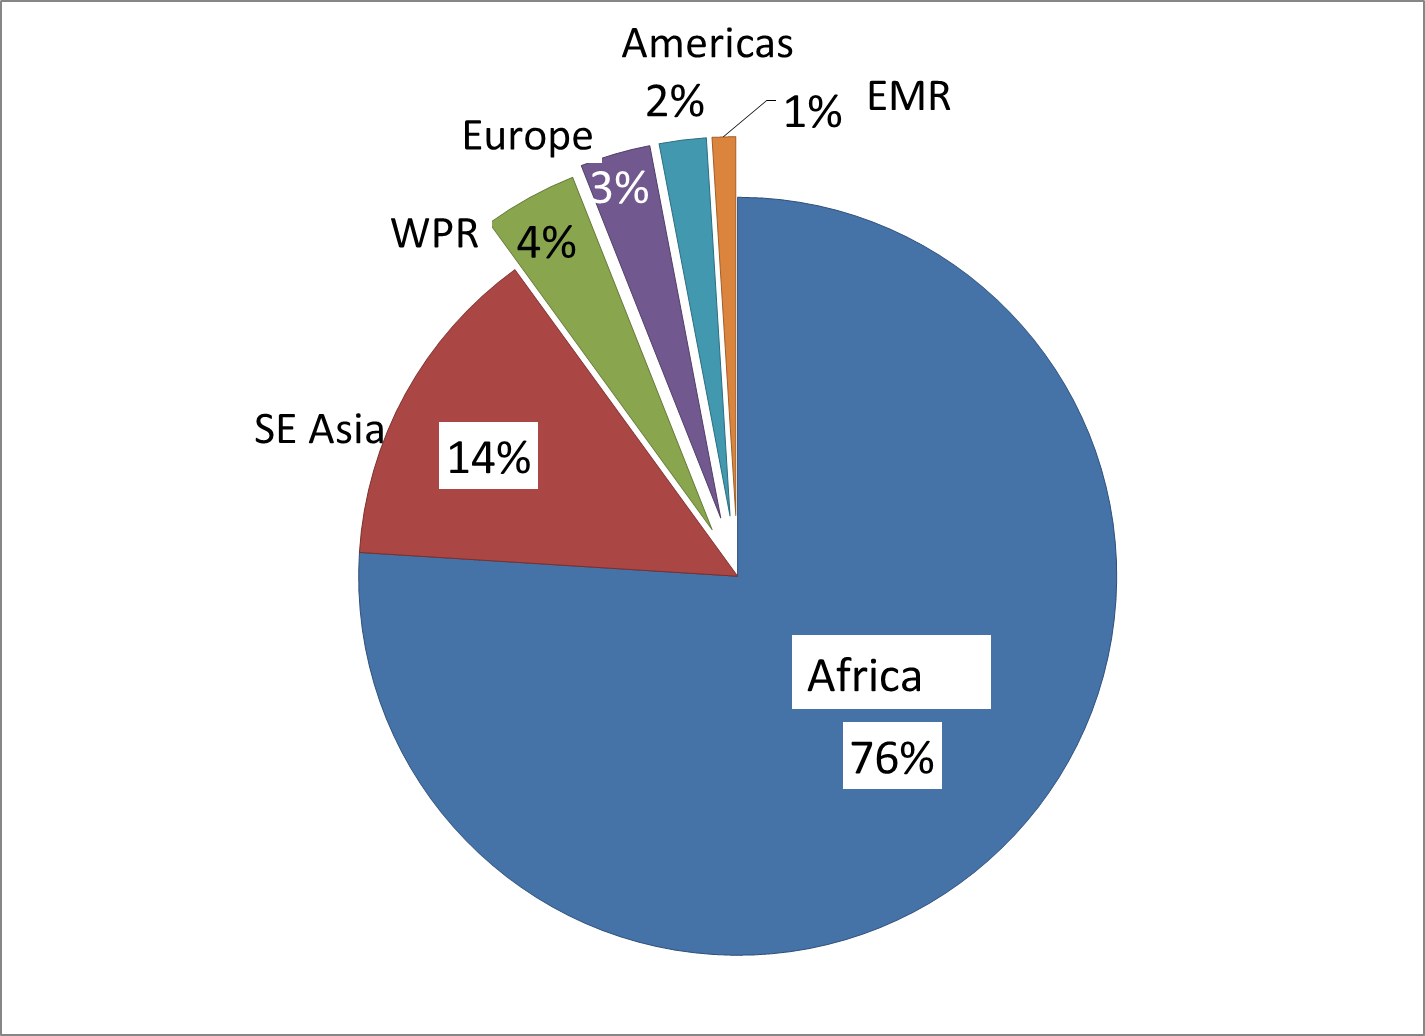 Americas
2%
1%
EMR
Europe
3%
WPR
4%
SE Asia
14%
Africa
76%